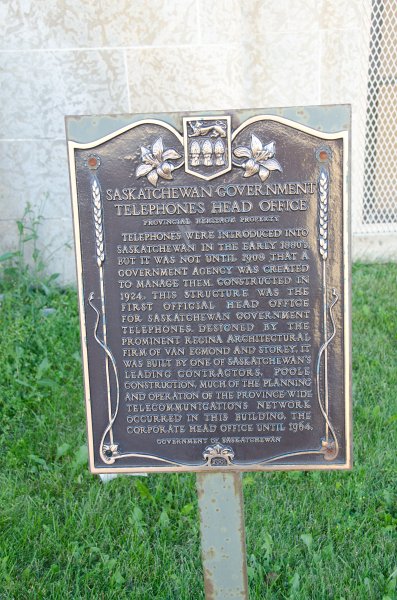 SASKATCHEWAN GOVERNMENT
TELEPHONES HEAD OFFICE
PROVINCIAL HERITAGE PROPERTY
TELEPHONES WERE INTRODUCED INTO
SASKATCHEWAN IN THE EARLY 1880'S,
BUT IT WAS NOT UNTIL 1908 THAT A
GOVERNMENT AGENCY WAS CREATED
TO MANAGE THEM. CONSTRUCTED IN
1924, THIS STRUCTURE WAS THE
FIRST OFFICIAL HEAD OFFICE
FOR SASKATCHEWAN GOVERNMENT
TELEPHONES. DESIGNED BY THE
PROMINENT REGINA ARCHITECTURAL
FIRM OF VAN EGMOND AND STOREY, IT
WAS BUILT BY ONE OF SASKATCHEWAN'S
LEADING CONTRACTORS, POOLE
CONSTRUCTION. MUCH OF THE PLANNING
AND OPERATION OF THE PROVINCE WIDE
TELECOMMUNICATIONS NETWORK
OCCURRED IN THIS BUILDING, THE
CORPORATE HEAD OFFICE UNTIL 1964.
GOVERNMENT OF SASKATCHEWAN